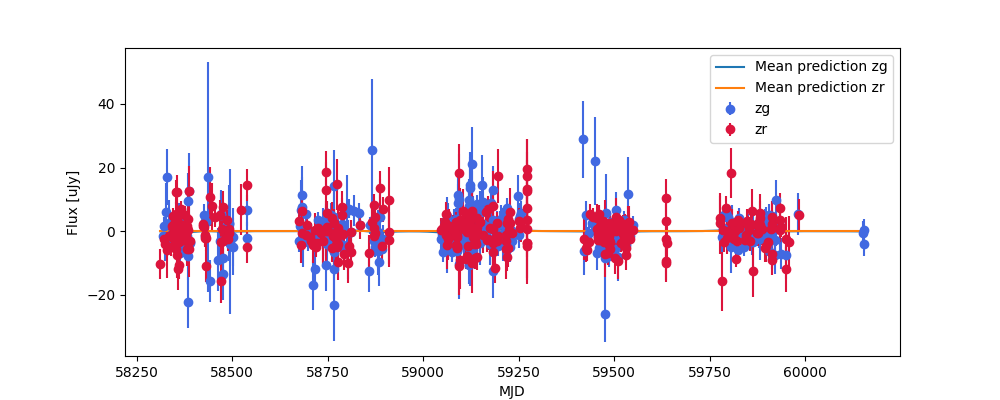 Mean prediction zg
Mean prediction zr
zg
zr
Flux [uJy]
40
20
0
−20
58250
58500
58750
59000
59250
59500
59750
60000
MJD